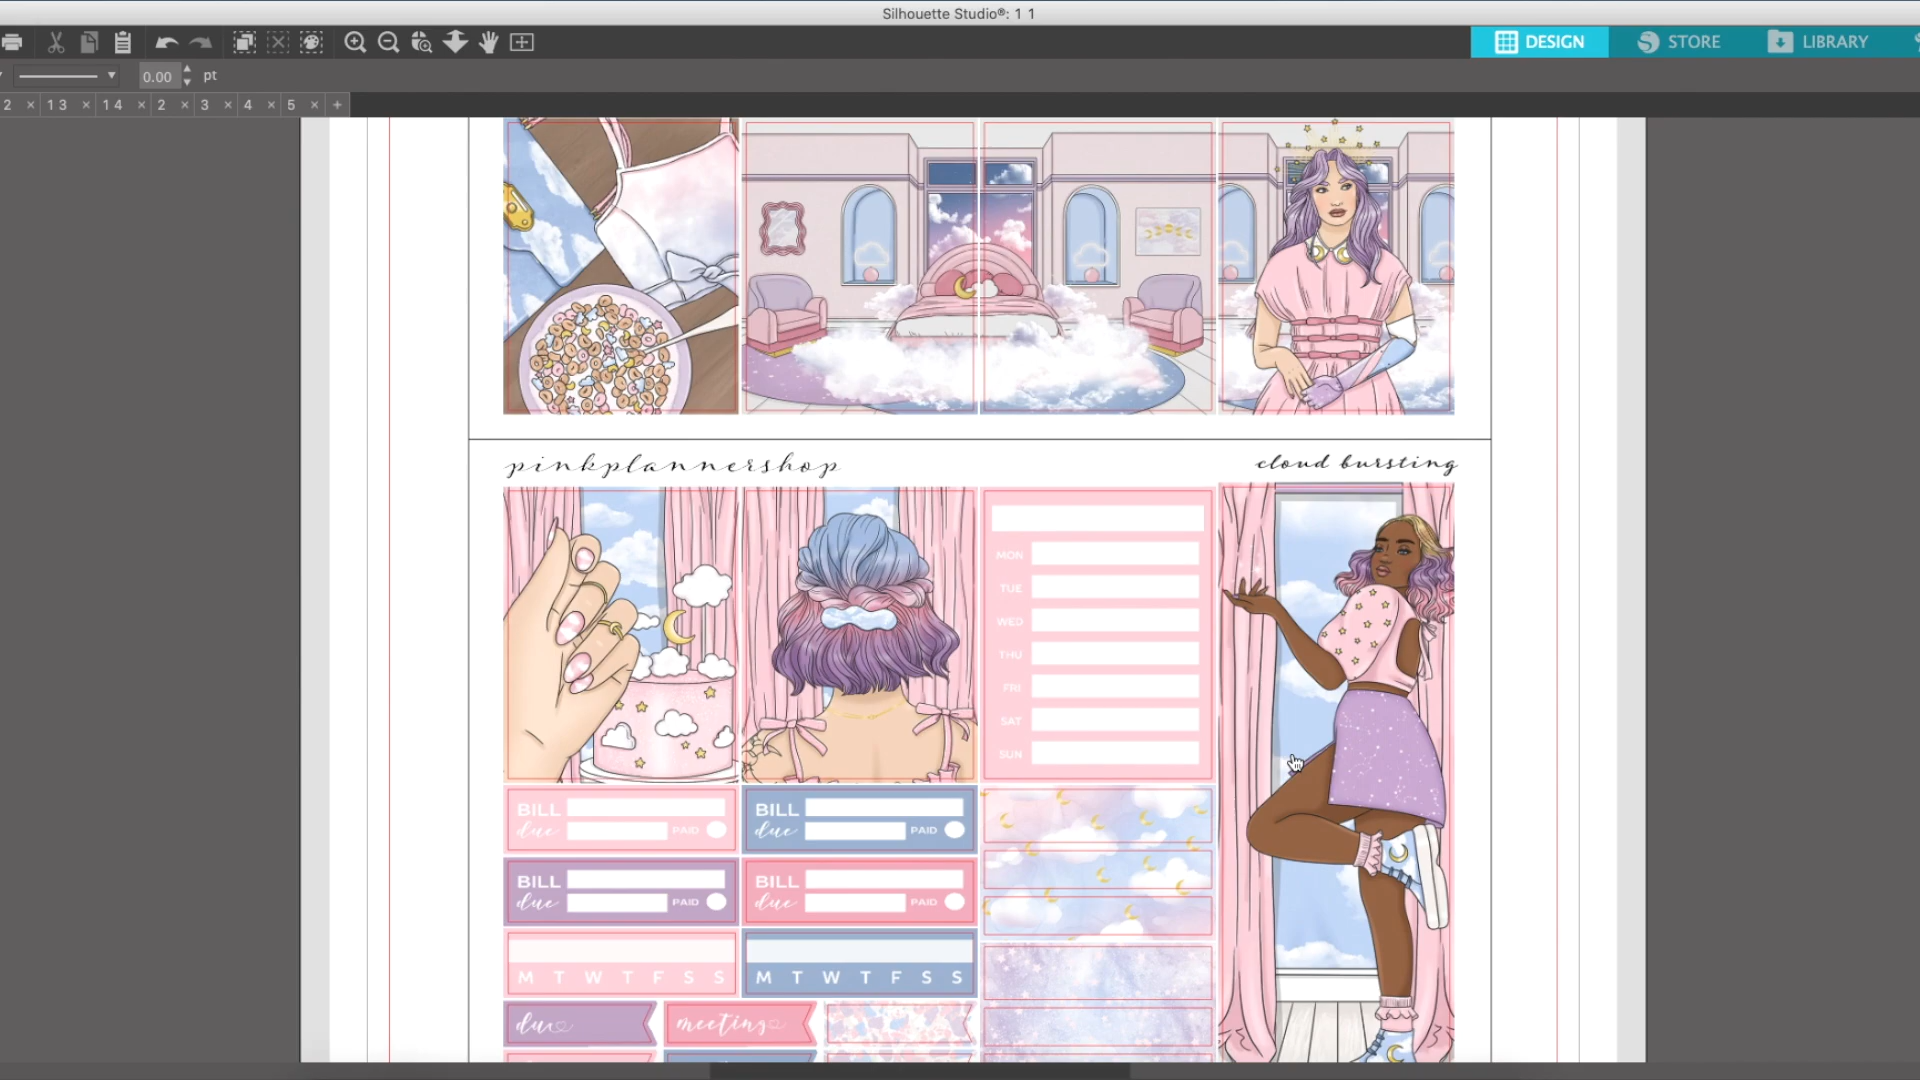 Silhouette Studio®: 1 1
DESIGN
STORE
LIBRARY
0.00
pt
2 × 13 × 14 × 2 × 3 × 4 × 5 × +
pinkplannershop
cloud bursting
MON
TUE
WED
THU
FRI
SAT
SUN
BILL
due
PAID
BILL
due
PAID
BILL
due
PAID
BILL
due
PAID
M T W T F S S
M T W T F S S
due
meeting